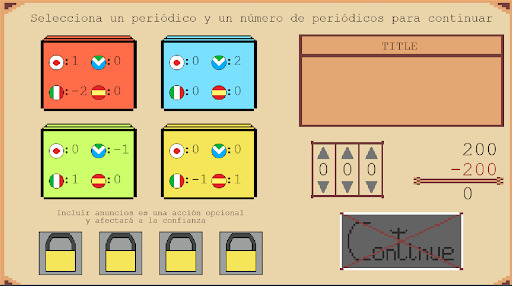 Selecciona un periódico y un número de periódicos para continuar
:1 :0
:-2 :0
:0 :2
:0 :0
TITLE
:0 :-1
:1 :0
:0 :0
:-1 :1
0 0 0
200
-200
0
Incluir anuncios es una acción opcional
y afectará a la confianza
Continue